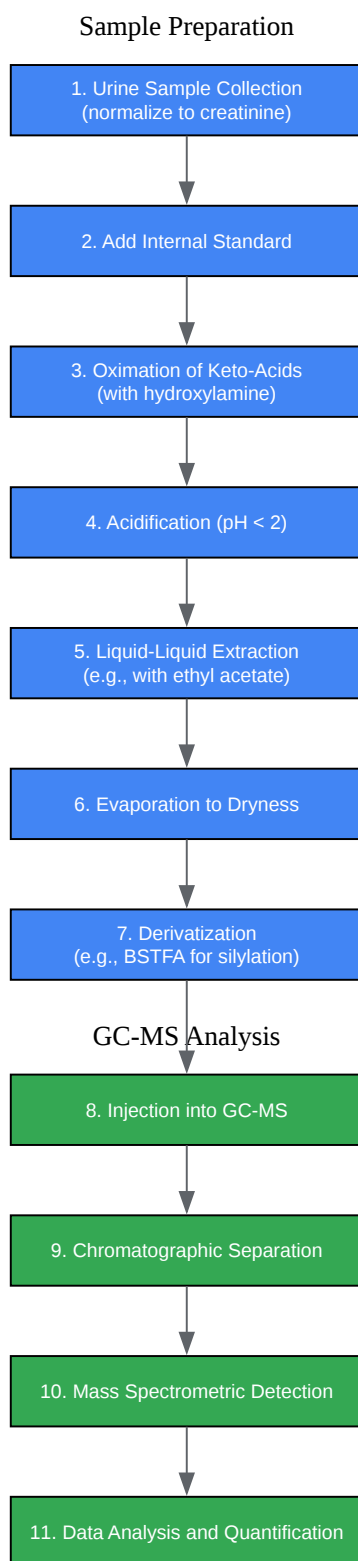 Sample Preparation
1. Urine Sample Collection
(normalize to creatinine)
2. Add Internal Standard
3. Oximation of Keto-Acids
(with hydroxylamine)
4. Acidification (pH < 2)
5. Liquid-Liquid Extraction
(e.g., with ethyl acetate)
6. Evaporation to Dryness
7. Derivatization
(e.g., BSTFA for silylation)
GC-MS Analysis
8. Injection into GC-MS
9. Chromatographic Separation
10. Mass Spectrometric Detection
11. Data Analysis and Quantification